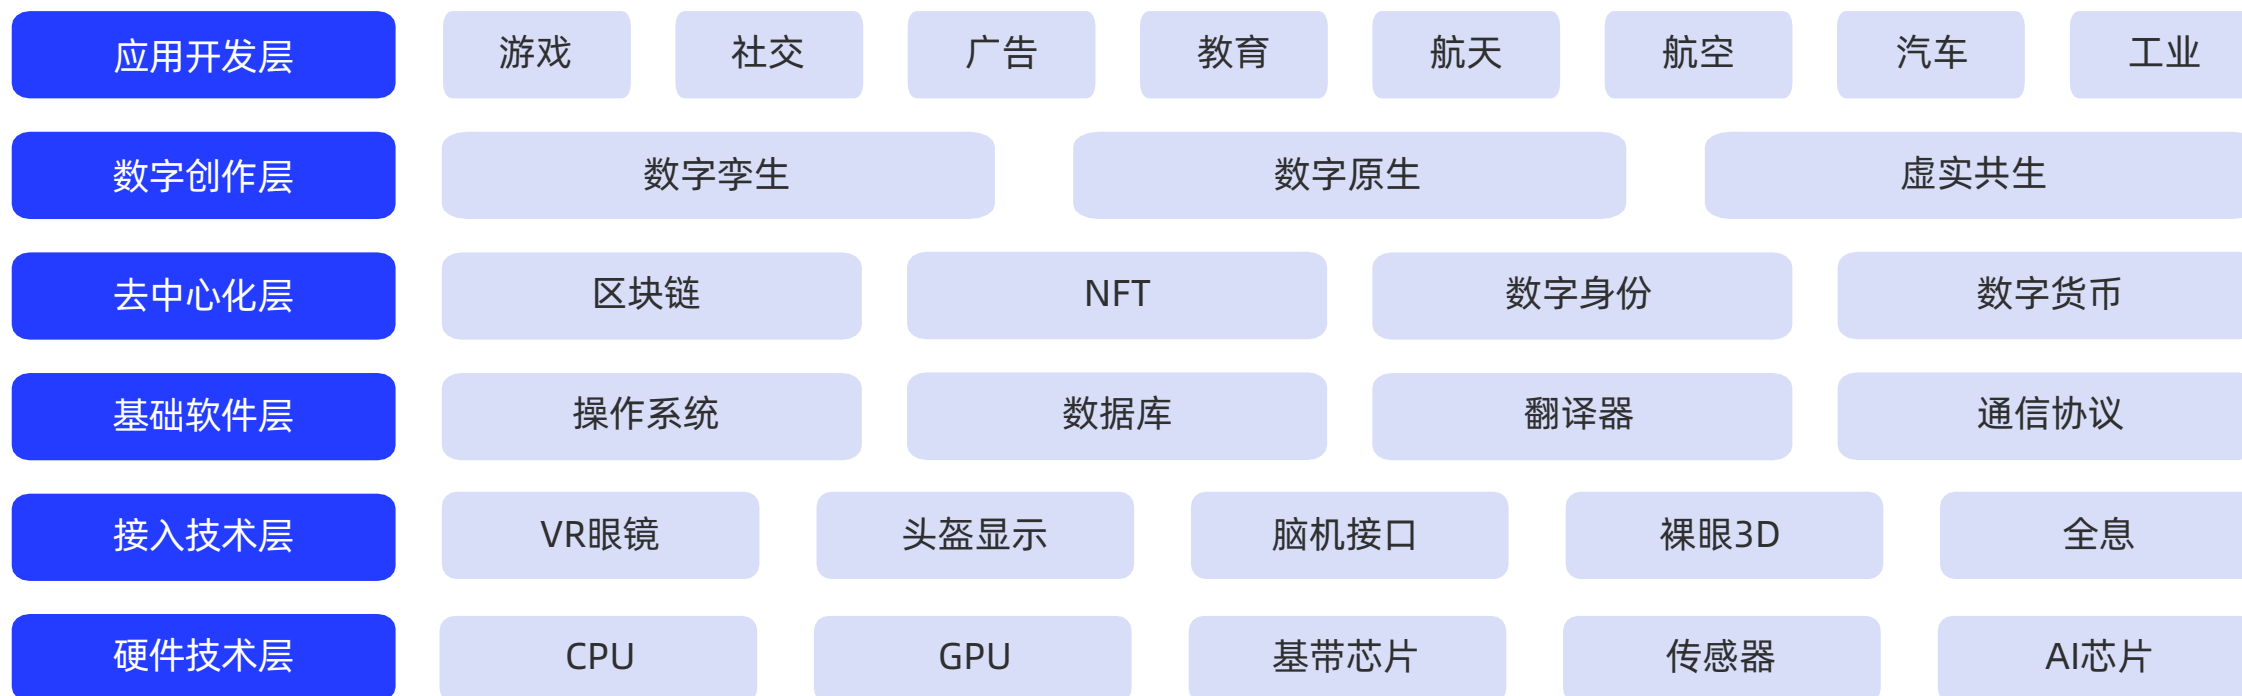 应用开发层 游戏 社交 广告 教育 航天 航空 汽车 工业
数字创作层 数字孪生 数字原生 虚实共生
去中心化层 区块链 NFT 数字身份 数字货币
基础软件层 操作系统 数据库 翻译器 通信协议
接入技术层 VR眼镜 头盔显示 脑机接口 裸眼3D 全息
硬件技术层 CPU GPU 基带芯片 传感器 AI芯片